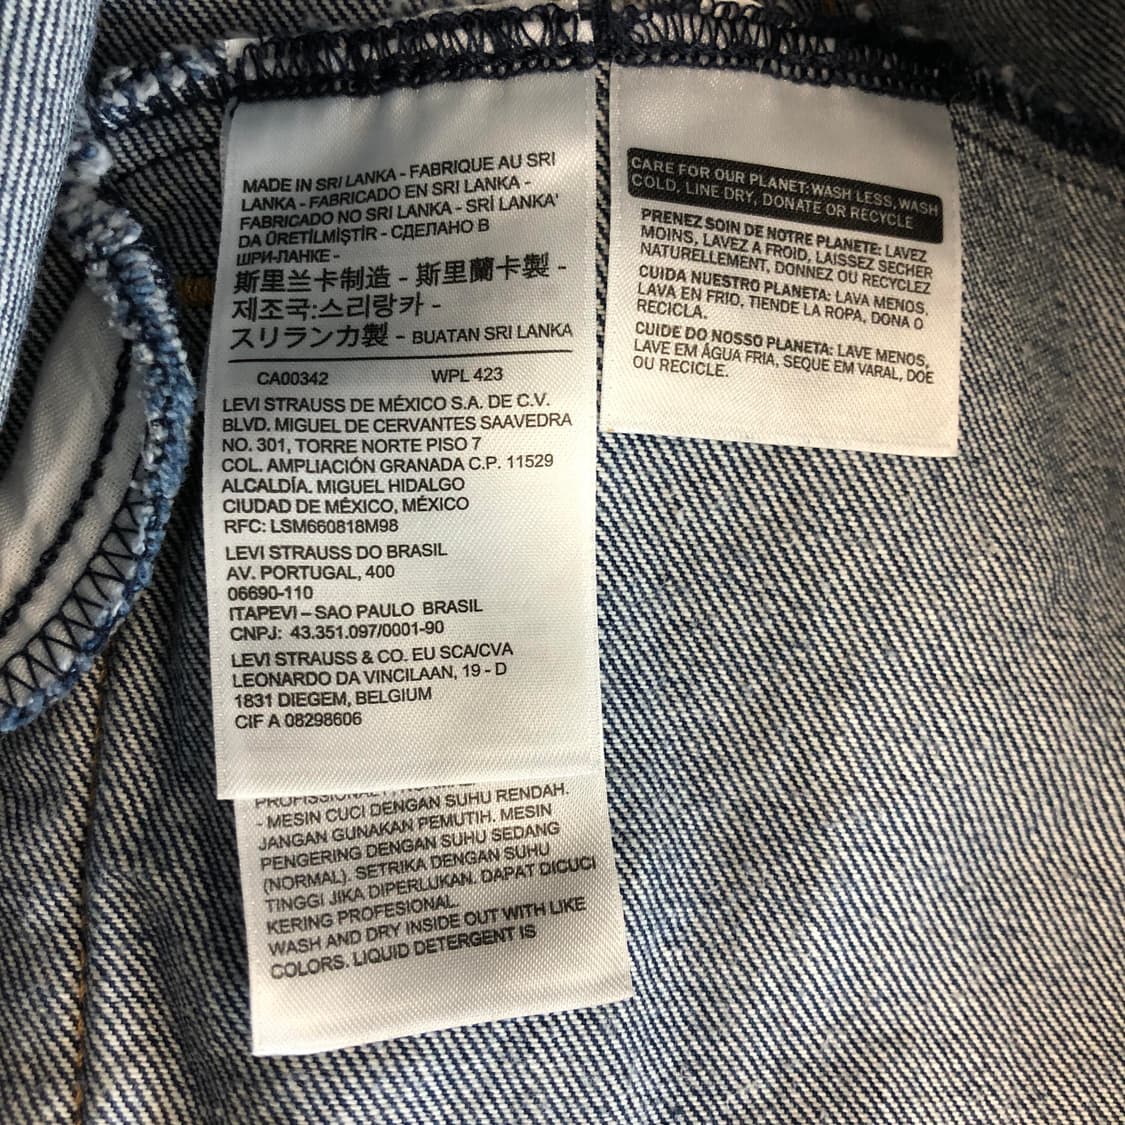 MADE IN SRI LANKA - FABRIQUE AU SRI
LANKA - FABRICADO EN SRI LANKA -
FABRICADO NO SRI LANKA - SRİ LANKA'
DA ÜRETİLMİŞTİR - СДЕЛАНО В
ШРИ-ЛАНКЕ -
斯里兰卡制造 - 斯里蘭卡製 -
제조국:스리랑카 -
スリランカ製 - BUATAN SRI LANKA
CA00342 WPL 423
LEVI STRAUSS DE MÉXICO S.A. DE C.V.
BLVD. MIGUEL DE CERVANTES SAAVEDRA
NO. 301, TORRE NORTE PISO 7
COL. AMPLIACIÓN GRANADA C.P. 11529
ALCALDÍA. MIGUEL HIDALGO
CIUDAD DE MÉXICO, MÉXICO
RFC: LSM660818M98
LEVI STRAUSS DO BRASIL
AV. PORTUGAL, 400
06690-110
ITAPEVI – SAO PAULO BRASIL
CNPJ: 43.351.097/0001-90
LEVI STRAUSS & CO. EU SCA/CVA
LEONARDO DA VINCILAAN, 19 - D
1831 DIEGEM, BELGIUM
CIF A 08298606
- MESIN CUCI DENGAN SUHU RENDAH.
JANGAN GUNAKAN PEMUTIH. MESIN
PENGERING DENGAN SUHU SEDANG
(NORMAL). SETRIKA DENGAN SUHU
TINGGI JIKA DIPERLUKAN. DAPAT DICUCI
KERING PROFESIONAL.
WASH AND DRY INSIDE OUT WITH LIKE
COLORS. LIQUID DETERGENT IS
CARE FOR OUR PLANET: WASH LESS, WASH
COLD, LINE DRY, DONATE OR RECYCLE
PRENEZ SOIN DE NOTRE PLANETE: LAVEZ
MOINS, LAVEZ A FROID, LAISSEZ SECHER
NATURELLEMENT, DONNEZ OU RECYCLEZ
CUIDA NUESTRO PLANETA: LAVA MENOS,
LAVA EN FRIO, TIENDE LA ROPA, DONA O
RECICLA.
CUIDE DO NOSSO PLANETA: LAVE MENOS,
LAVE EM ÁGUA FRIA, SEQUE EM VARAL, DOE
OU RECICLE.